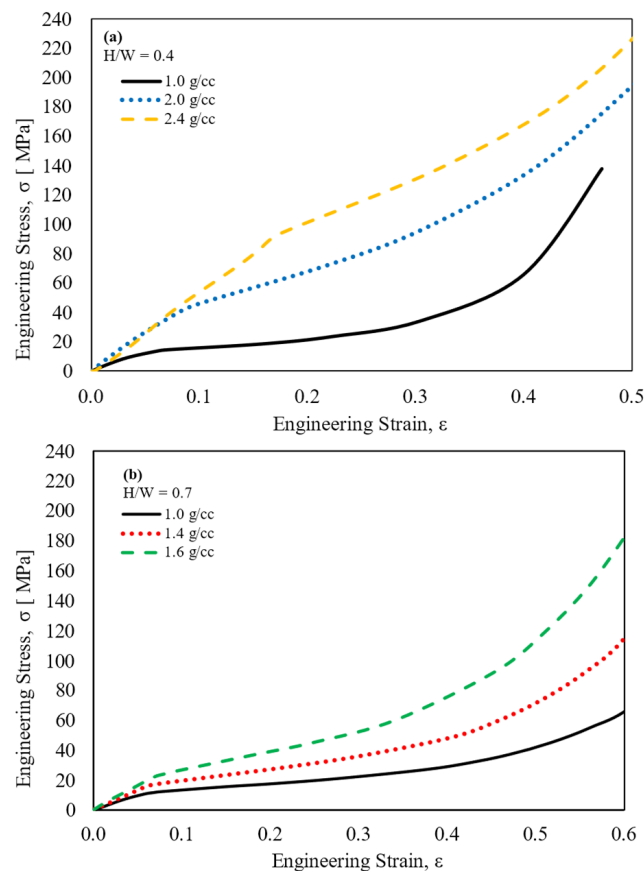 (a)
H/W = 0.4
1.0 g/cc
2.0 g/cc
2.4 g/cc
240
220
200
180
160
140
120
100
80
60
40
20
0
Engineering Stress, σ [ MPa]
0.0 0.1 0.2 0.3 0.4 0.5
Engineering Strain, ε
(b)
H/W = 0.7
1.0 g/cc
1.4 g/cc
1.6 g/cc
240
220
200
180
160
140
120
100
80
60
40
20
0
Engineering Stress, σ [ MPa]
0.0 0.1 0.2 0.3 0.4 0.5 0.6
Engineering Strain, ε